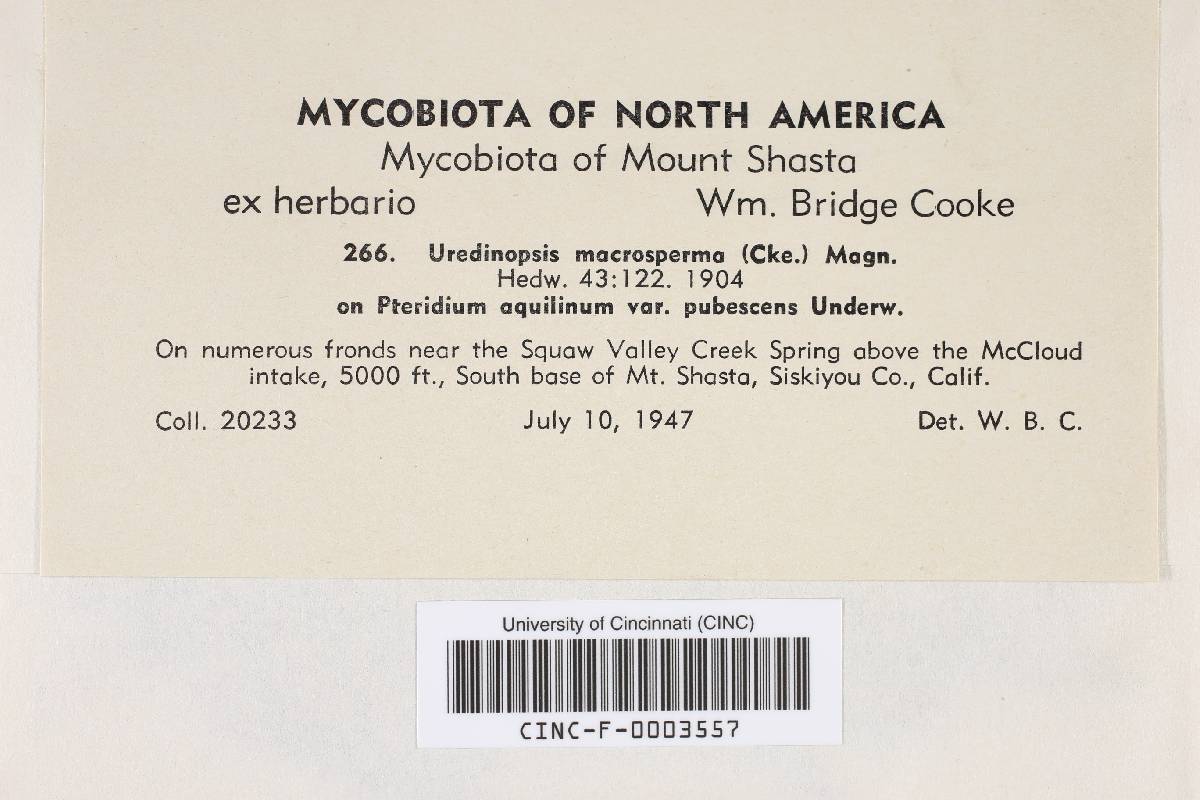 MYCOBIOTA OF NORTH AMERICA
Mycobiota of Mount Shasta
ex herbario Wm. Bridge Cooke
266. Uredinopsis macrosperma (Cke.) Magn.
Hedw. 43:122. 1904
on Pteridium aquilinum var. pubescens Underw.
On numerous fronds near the Squaw Valley Creek Spring above the McCloud
intake, 5000 ft., South base of Mt. Shasta, Siskiyou Co., Calif.
Coll. 20233 July 10, 1947 Det. W. B. C.
University of Cincinnati (CINC)
CINC-F-0003557